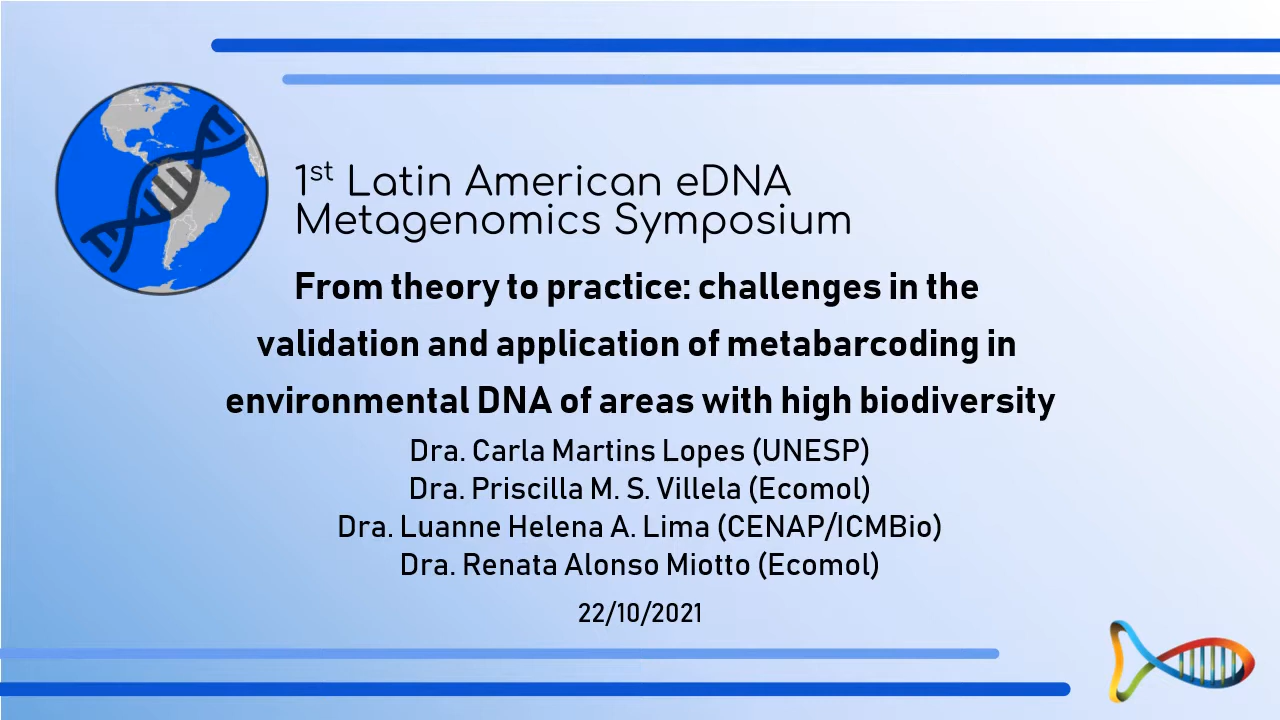 1st Latin American eDNA
Metagenomics Symposium
From theory to practice: challenges in the
validation and application of metabarcoding in
environmental DNA of areas with high biodiversity
Dra. Carla Martins Lopes (UNESP)
Dra. Priscilla M. S. Villela (Ecomol)
Dra. Luanne Helena A. Lima (CENAP/ICMBio)
Dra. Renata Alonso Miotto (Ecomol)
22/10/2021